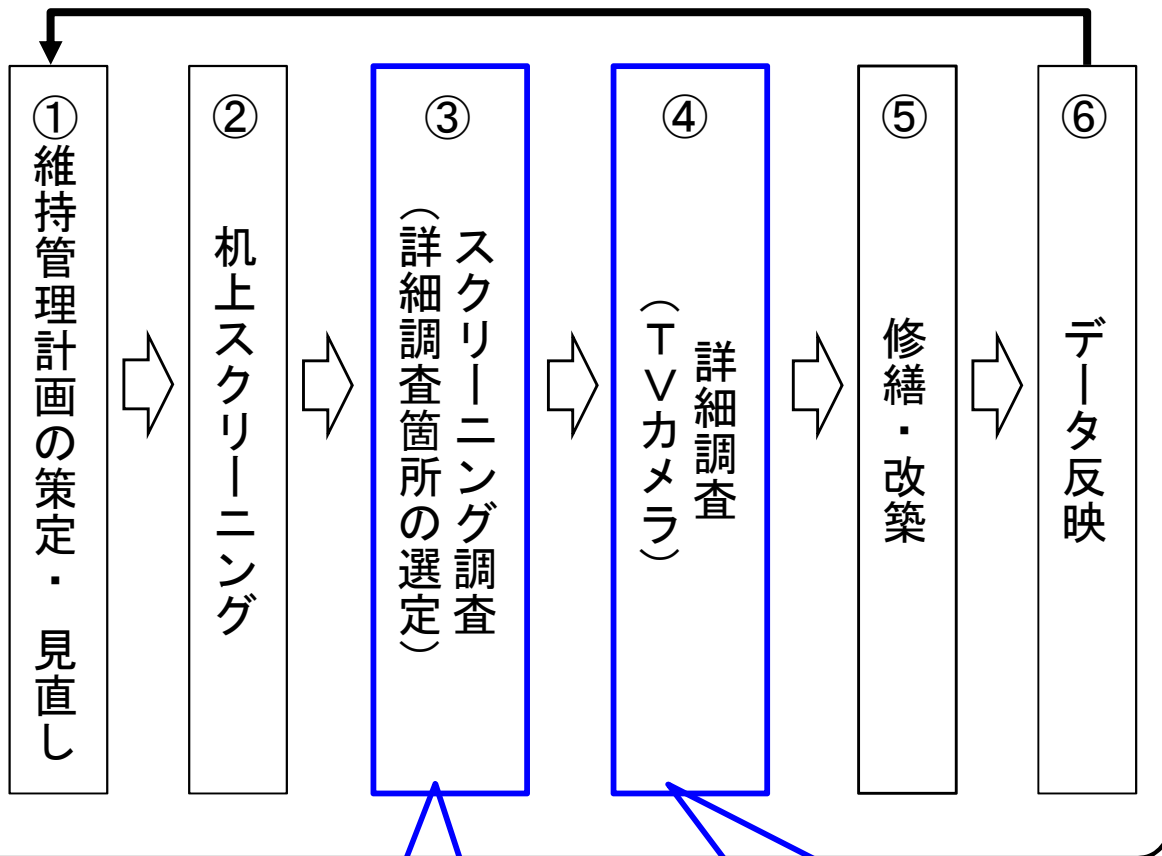 ①維持管理計画の策定・ 見直し
②
机上スクリーニング
③
スクリーニング調査
（詳細調査箇所の選定）
④
詳細調査
（TVカメラ）
⑤
修繕・改築
⑥
データ反映